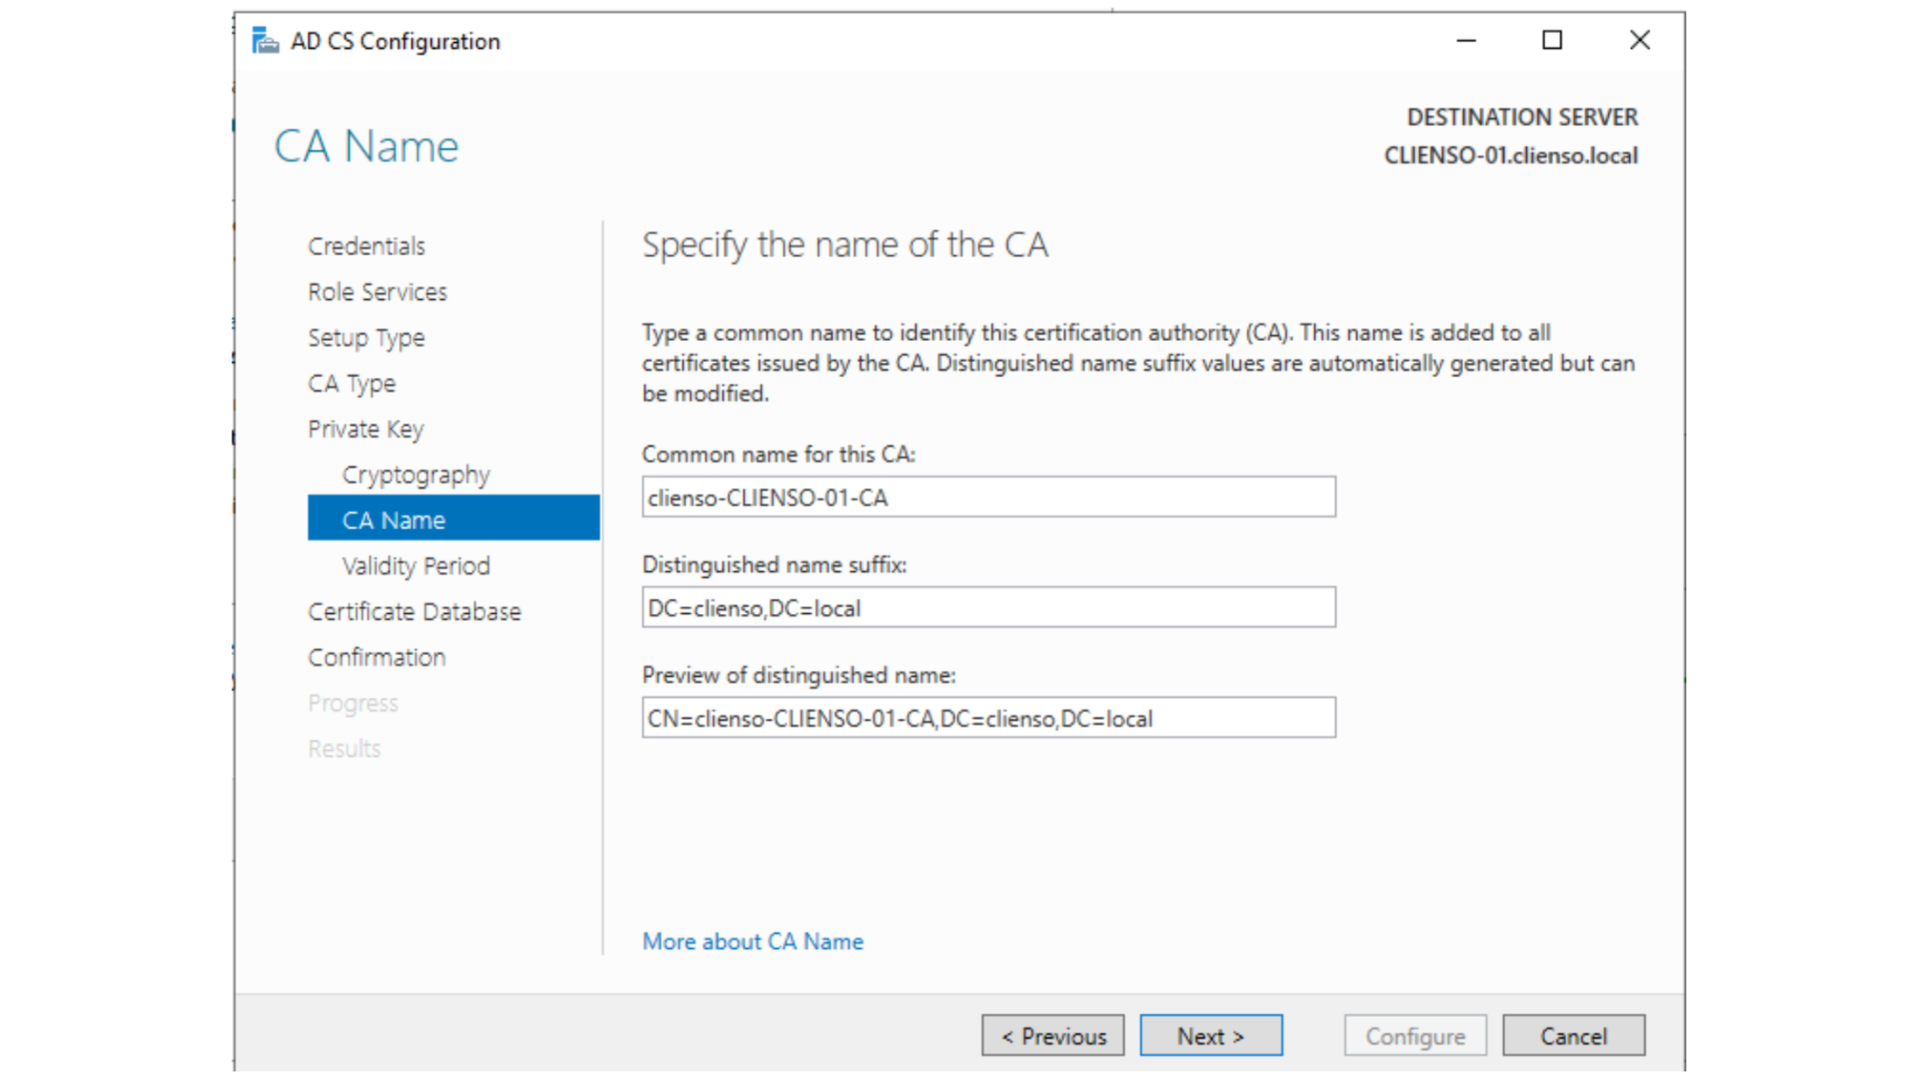 AD CS Configuration
CA Name
DESTINATION SERVER
CLIENSO-01.clienso.local
Credentials
Role Services
Setup Type
CA Type
Private Key
Cryptography
CA Name
Validity Period
Certificate Database
Confirmation
Progress
Results
Specify the name of the CA
Type a common name to identify this certification authority (CA). This name is added to all
certificates issued by the CA. Distinguished name suffix values are automatically generated but can
be modified.
Common name for this CA:
clienso-CLIENSO-01-CA
Distinguished name suffix:
DC=clienso,DC=local
Preview of distinguished name:
CN=clienso-CLIENSO-01-CA,DC=clienso,DC=local
More about CA Name
< Previous
Next >
Configure
Cancel